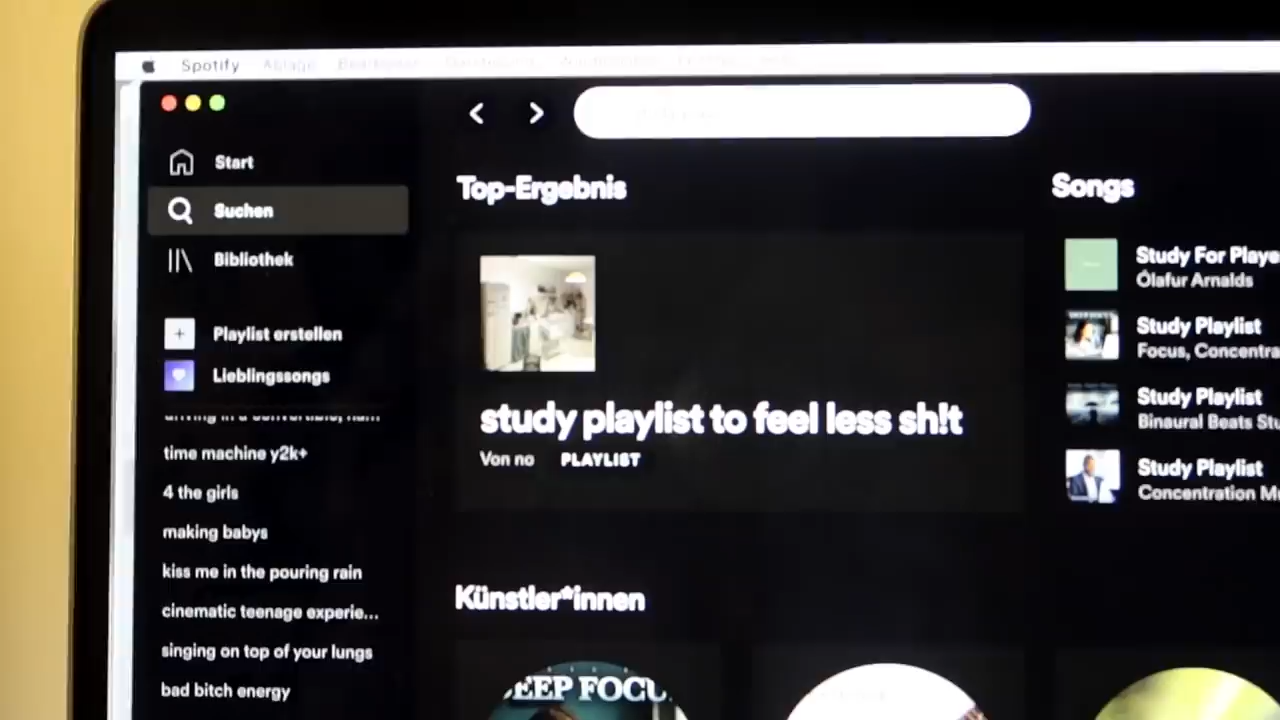 Spotify
Start
Suchen
Bibliothek
Playlist erstellen
Lieblingssongs
time machine y2k+
4 the girls
making babys
kiss me in the pouring rain
cinematic teenage experie...
singing on top of your lungs
bad bitch energy
Top-Ergebnis
study playlist to feel less sh!t
Von no PLAYLIST
Künstler*innen
EEP FOCU
Songs
Study For Playe
Ólafur Arnalds
Study Playlist
Focus, Concentra
Study Playlist
Binaural Beats Stu
Study Playlist
Concentration Mu